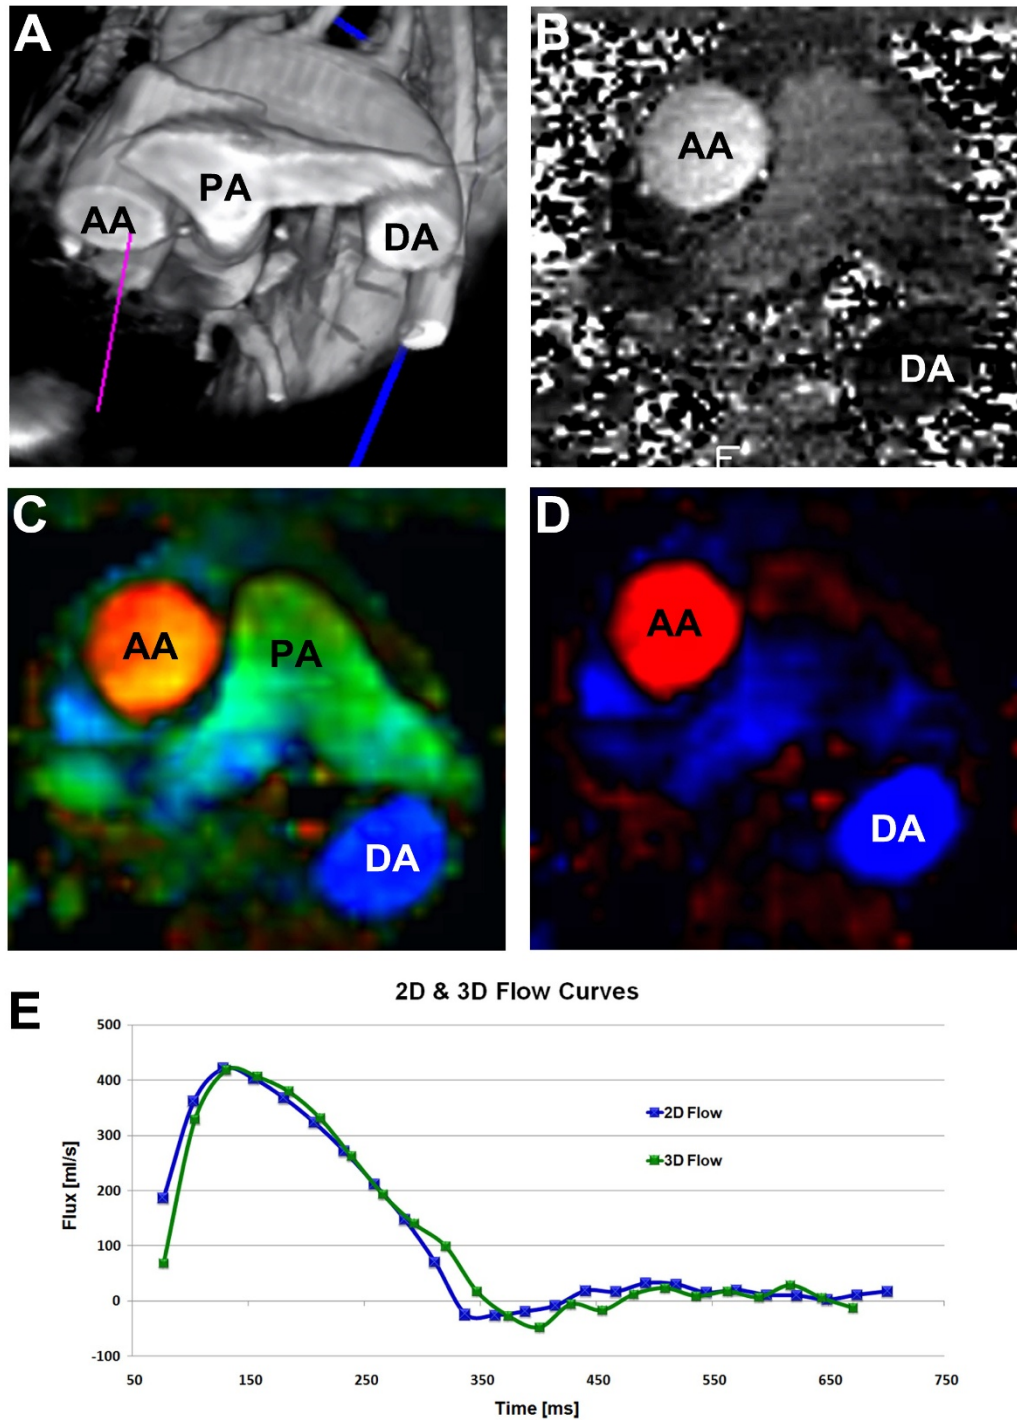 A
AA
PA
DA
B
AA
DA
F
C
AA
PA
DA
D
AA
DA
E
2D & 3D Flow Curves
500
400
300
200
100
0
-100
Flux [ml/s]
2D Flow
3D Flow
50 150 250 350 450 550 650 750
Time [ms]